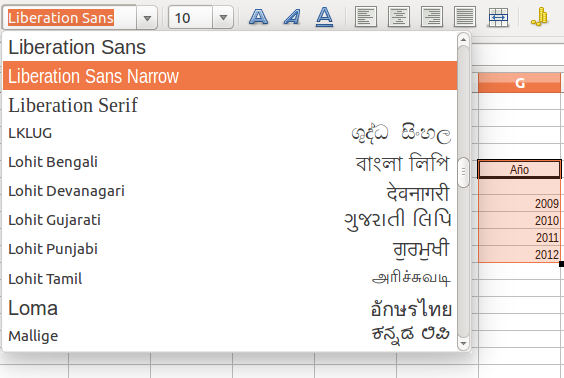 Liberation Sans 10
Liberation Sans
Liberation Sans Narrow
Liberation Serif
LKLUG ශුද්ධ සිංහල
Lohit Bengali বাংলা লিপি
Lohit Devanagari देवनागरी
Lohit Gujarati ગુજરાતી લિપિ
Lohit Punjabi ਗੁਰਮੁਖੀ
Lohit Tamil அரிச்சுவடி
Loma อักษรไทย
Mallige ಕನ್ನಡ ಲಿಪಿ
G
Año
2009
2010
2011
2012